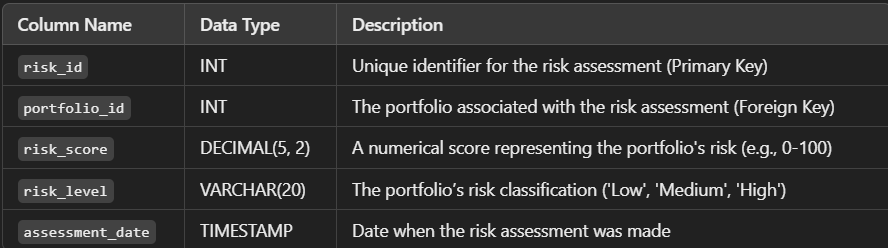 Column Name Data Type Description
risk_id INT Unique identifier for the risk assessment (Primary Key)
portfolio_id INT The portfolio associated with the risk assessment (Foreign Key)
risk_score DECIMAL(5, 2) A numerical score representing the portfolio's risk (e.g., 0-100)
risk_level VARCHAR(20) The portfolio’s risk classification ('Low', 'Medium', 'High')
assessment_date TIMESTAMP Date when the risk assessment was made